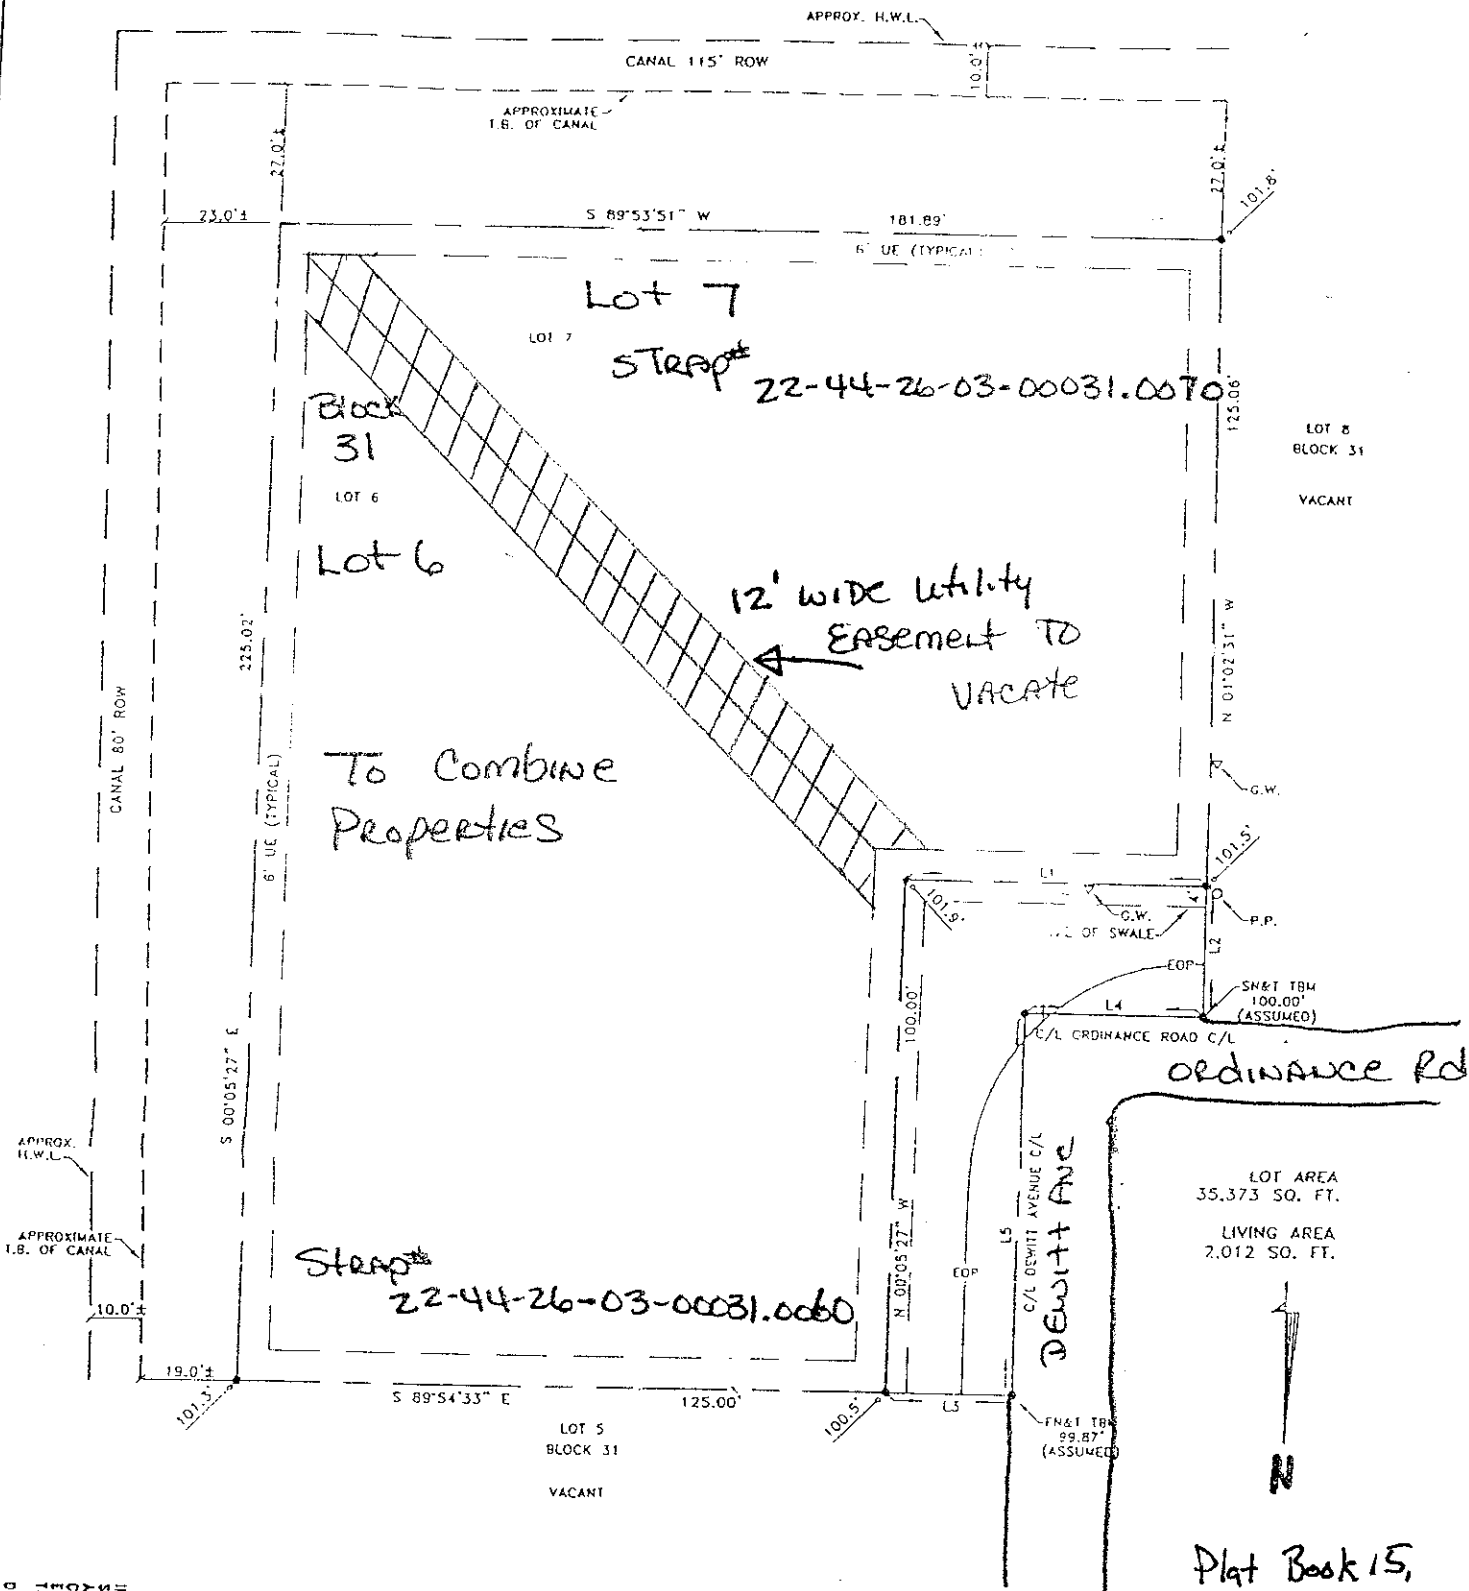 APPROX. H.W.L.
CANAL 115' ROW
10.0'±
APPROXIMATE
T.B. OF CANAL
27.0'±
27.0'±
101.8'
23.0'±
S 89°53'51" W
181.89'
6' UE (TYPICAL)
Lot 7
LOT 7
STRAP#
22-44-26-03-00031.0070
125.06'
Block
31
LOT 8
BLOCK 31
VACANT
LOT 6
Lot 6
12' WIDE Utility
EASEMENT TO
VACATE
225.02'
N 01°02'31" W
CANAL 80' ROW
To Combine
Properties
6' UE (TYPICAL)
G.W.
101.5'
L1
101.9'
G.W.
4'
P.P.
OF SWALE
L2
EOP
SN&T TBM
100.00'
(ASSUMED)
L4
C/L ORDINANCE ROAD C/L
100.00'
ORDINANCE Rd
S 00°05'27" E
APPROX.
H.W.L.
C/L DEWITT AVENUE C/L
DEWITT AVE
LOT AREA
35,373 SQ. FT.
LIVING AREA
2,012 SQ. FT.
APPROXIMATE
T.B. OF CANAL
N 00°05'27" W
L5
EOP
Strap#
22-44-26-03-00031.0060
10.0'±
19.0'±
101.3'
S 89°54'33" E
125.00'
100.5'
L3
FN&T TBM
99.87'
(ASSUMED)
LOT 5
BLOCK 31
VACANT
N
Plat Book 15,